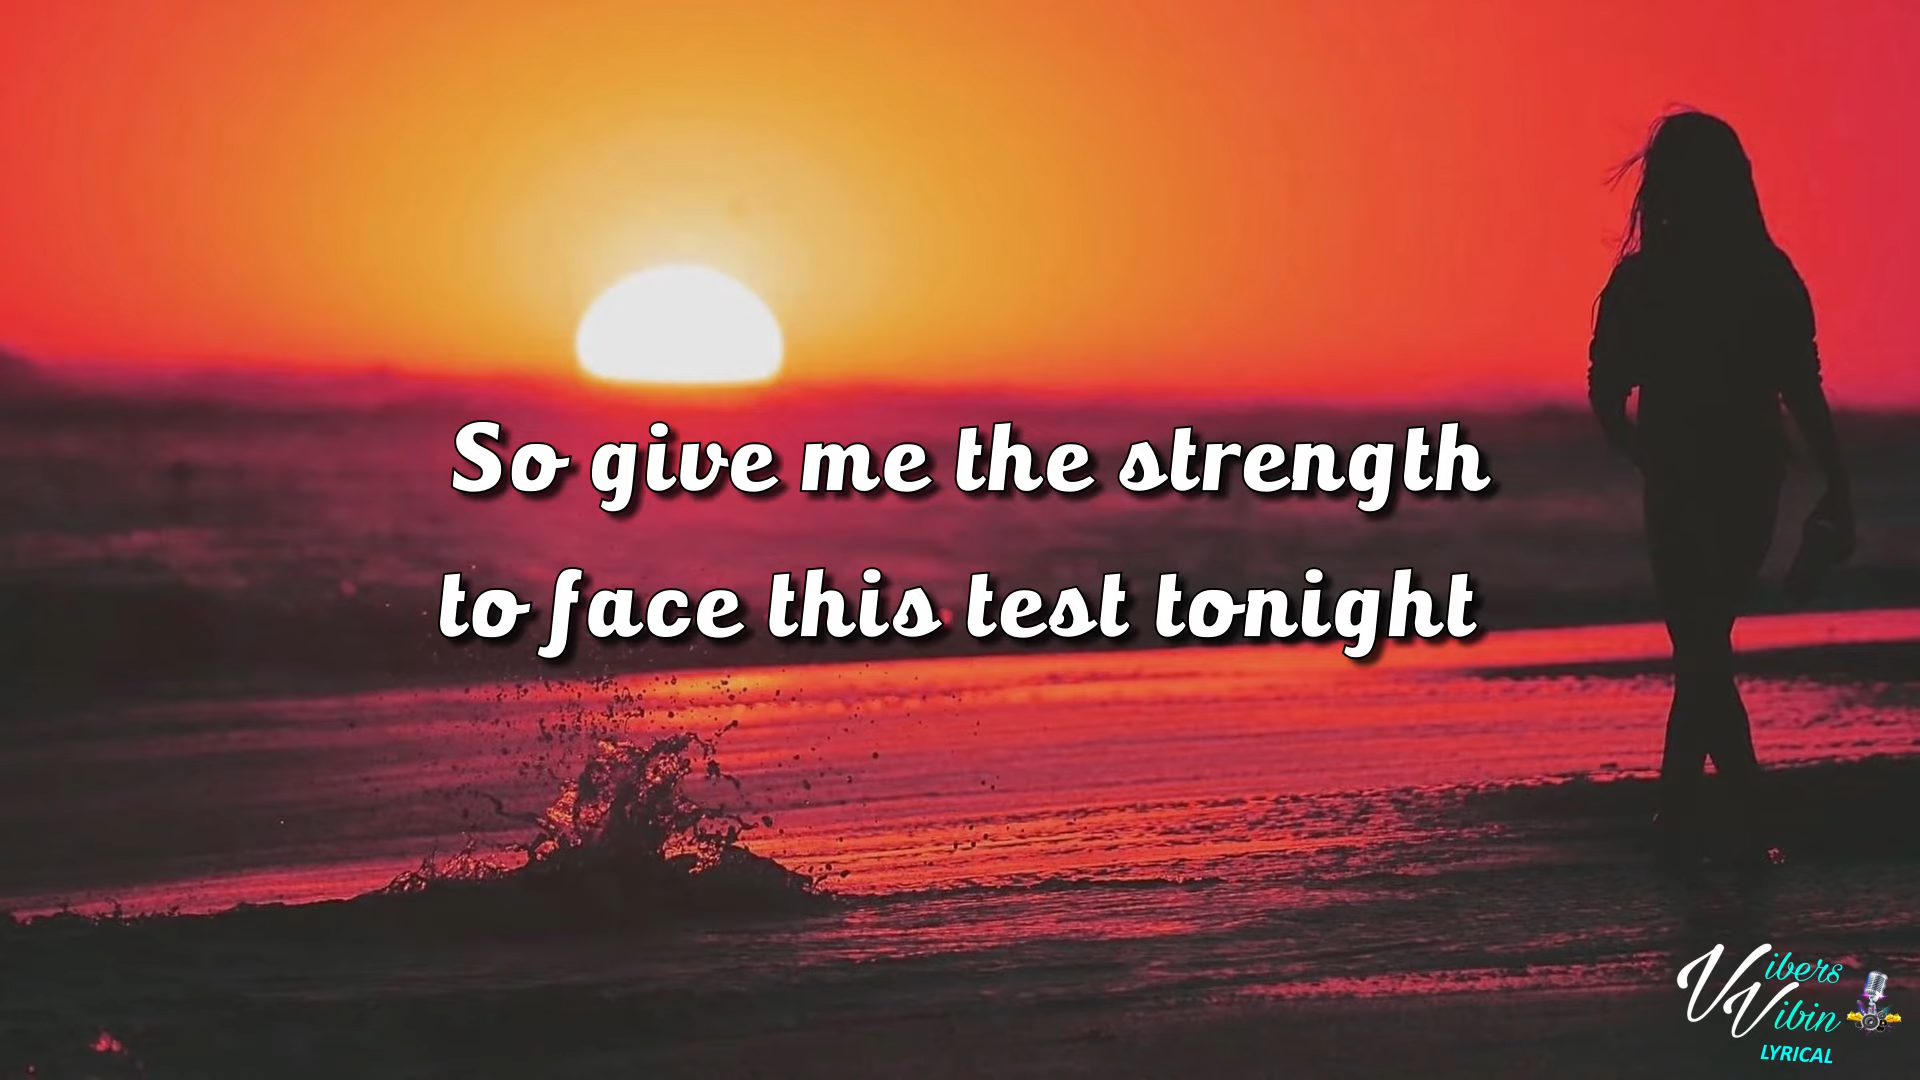 So give me the strength
to face this test tonight
Vibers
Vibin
LYRICAL